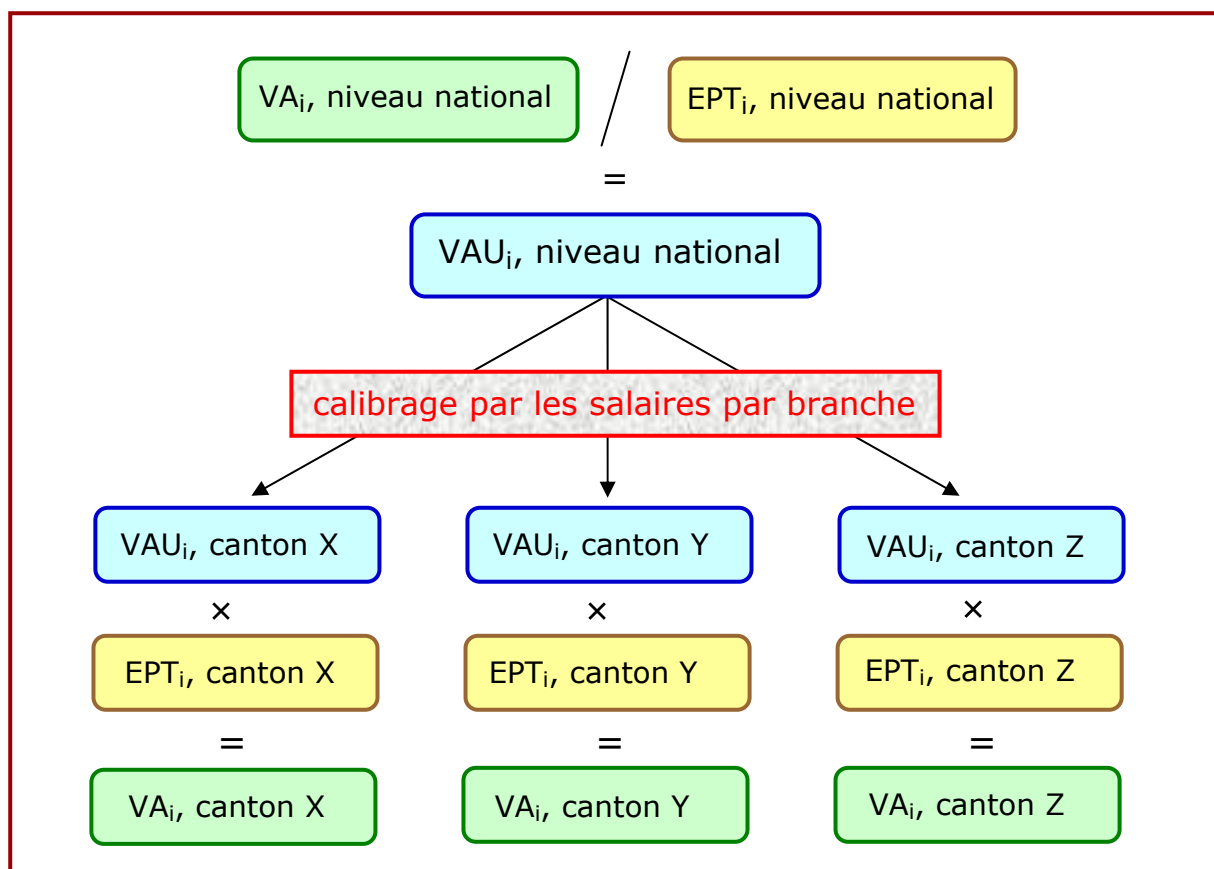 VAi, niveau national / EPTi, niveau national
=
VAUi, niveau national
calibrage par les salaires par branche
VAUi, canton X VAUi, canton Y VAUi, canton Z
× × ×
EPTi, canton X EPTi, canton Y EPTi, canton Z
= = =
VAi, canton X VAi, canton Y VAi, canton Z